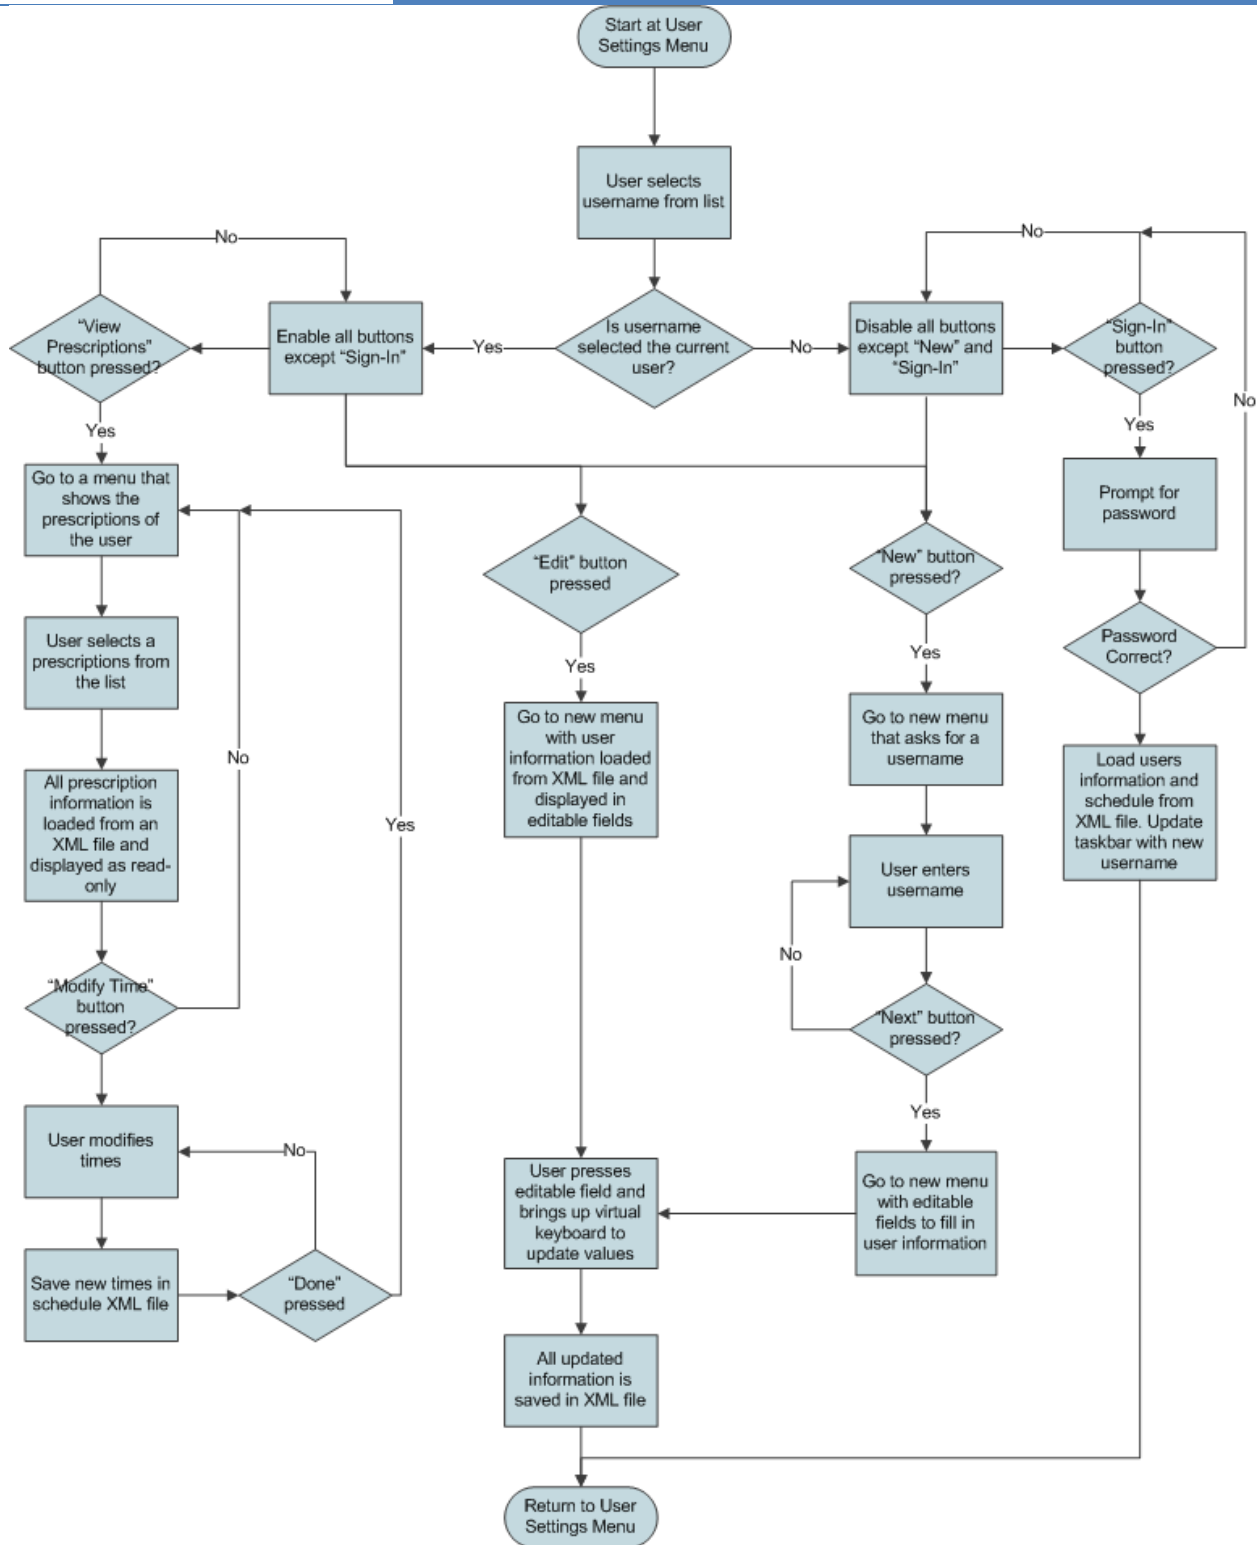 Start at User
Settings Menu
User selects
username from list
No
No
"View
Prescriptions"
button pressed?
Enable all buttons
except "Sign-In"
Yes
Is username
selected the current
user?
No
Disable all buttons
except "New" and
"Sign-In"
"Sign-In"
button
pressed?
No
Yes
Yes
Go to a menu that
shows the
prescriptions of
the user
Prompt for
password
"Edit" button
pressed
"New" button
pressed?
User selects a
prescriptions from
the list
Yes
Yes
Password
Correct?
No
Go to new menu
with user
information loaded
from XML file and
displayed in
editable fields
Go to new menu
that asks for a
username
Load users
information and
schedule from
XML file. Update
taskbar with new
username
All prescription
information is
loaded from an
XML file and
displayed as read-
only
Yes
User enters
username
No
"Modify Time"
button
pressed?
"Next" button
pressed?
Yes
User modifies
times
No
User presses
editable field and
brings up virtual
keyboard to
update values
Go to new menu
with editable
fields to fill in
user information
Save new times in
schedule XML file
"Done"
pressed
All updated
information is
saved in XML file
Return to User
Settings Menu